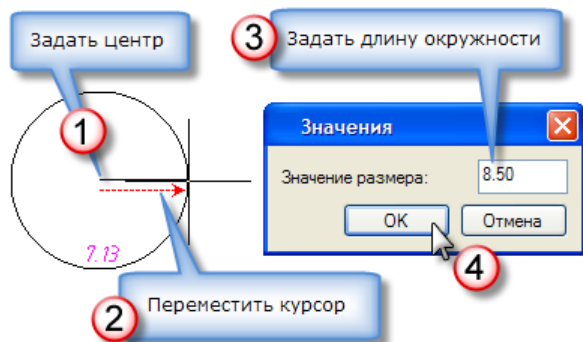 Задать центр
3
Задать длину окружности
1
Значения
Значение размера:
8.50
OK
Отмена
7.13
4
2
Переместить курсор